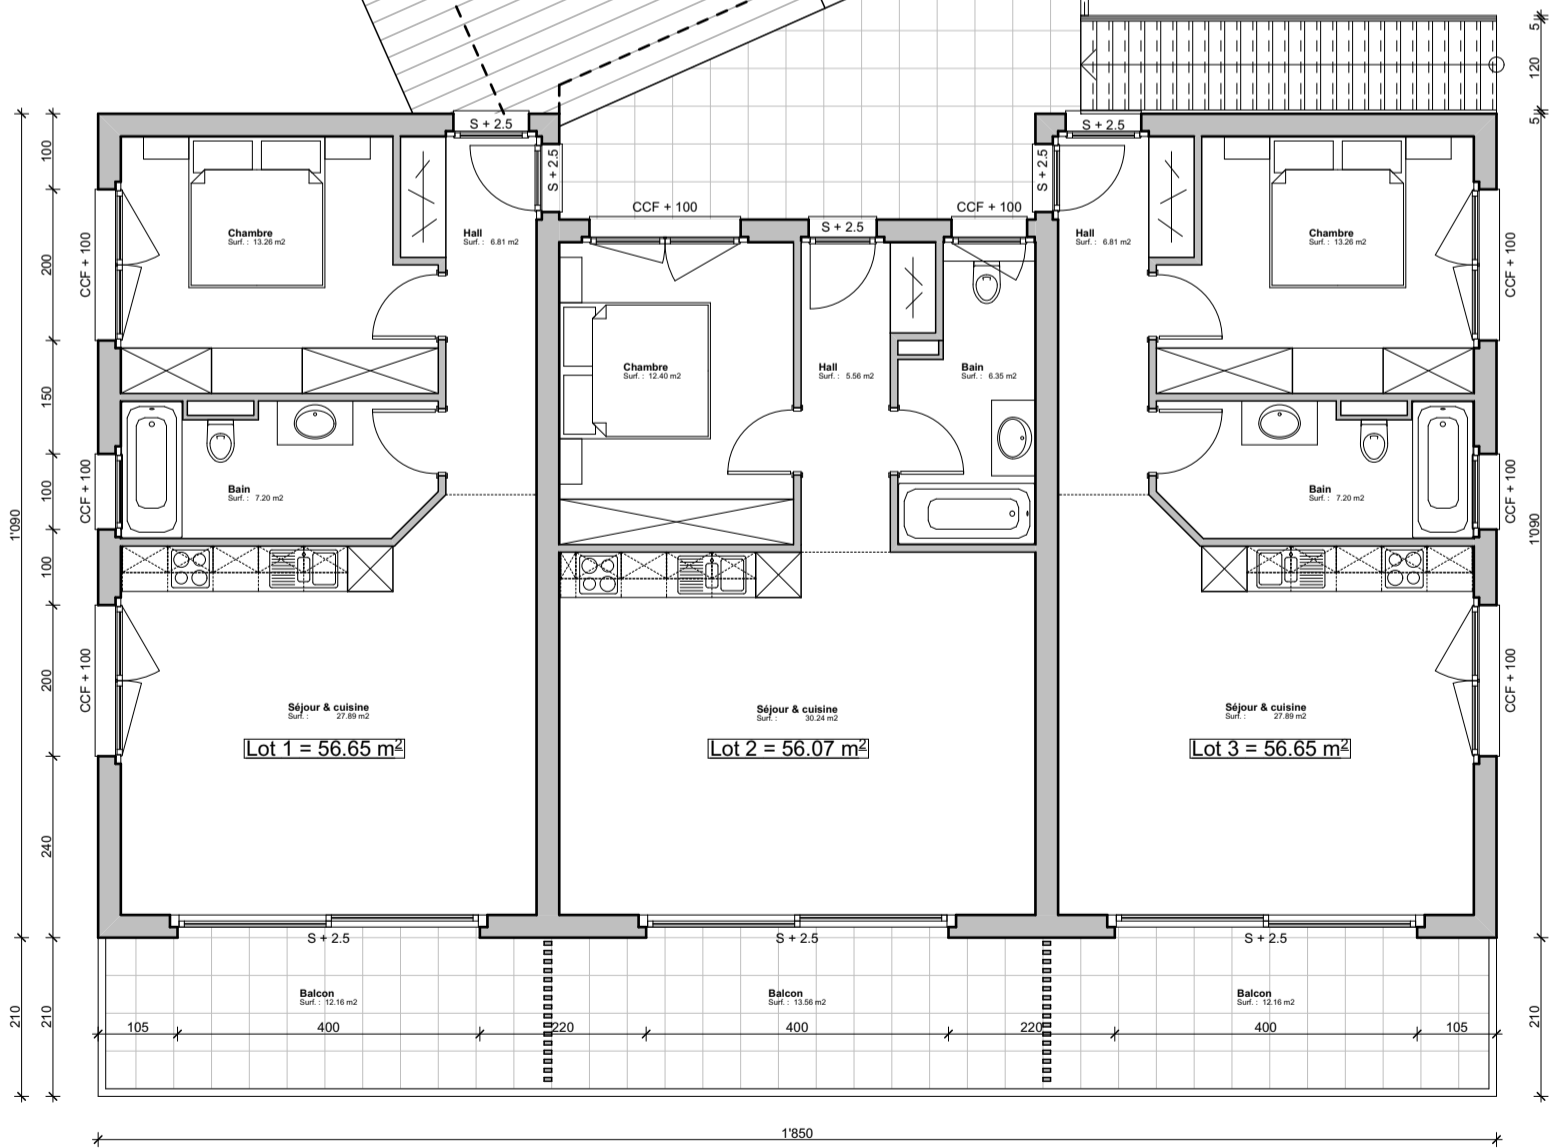 5
120
5
S + 2.5
S + 2.5
S + 2.5
S + 2.5
CCF + 100
S + 2.5
CCF + 100
100
200
150
100
100
200
240
210
1'090
210
CCF + 100
CCF + 100
CCF + 100
Chambre
Surf. : 13.26 m2
Hall
Surf. : 6.81 m2
Hall
Surf. : 6.81 m2
Chambre
Surf. : 13.26 m2
CCF + 100
CCF + 100
CCF + 100
1'090
210
Chambre
Surf. : 12.40 m2
Hall
Surf. : 5.56 m2
Bain
Surf. : 6.35 m2
Bain
Surf. : 7.20 m2
Bain
Surf. : 7.20 m2
Séjour & cuisine
Surf. : 27.89 m2
Lot 1 = 56.65 m2
Séjour & cuisine
Surf. : 30.24 m2
Lot 2 = 56.07 m2
Séjour & cuisine
Surf. : 27.89 m2
Lot 3 = 56.65 m2
S + 2.5
S + 2.5
S + 2.5
Balcon
Surf. : 12.16 m2
Balcon
Surf. : 13.56 m2
Balcon
Surf. : 12.16 m2
105
400
220
400
220
400
105
1'850